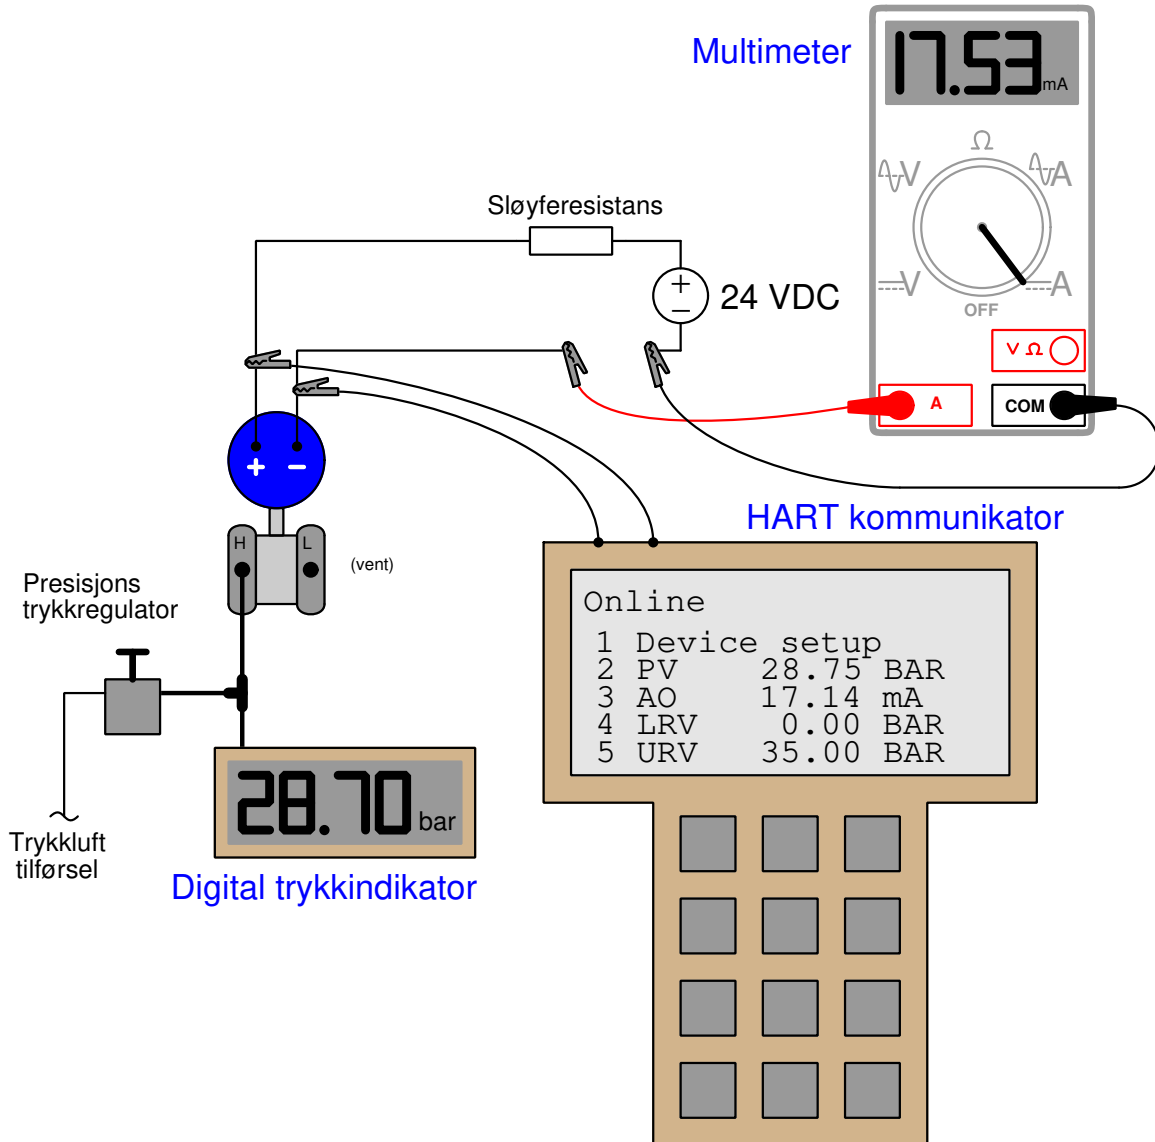 Multimeter
17.53 mA
Ω
V A
V A
OFF
V Ω
A COM
Sløyferesistans
+
24 VDC
−
+ −
H L
(vent)
HART kommunikator
Presisjons
trykkregulator
Online
1 Device setup
2 PV 28.75 BAR
3 AO 17.14 mA
4 LRV 0.00 BAR
5 URV 35.00 BAR
28.70 bar
Trykkluft
tilførsel
Digital trykkindikator